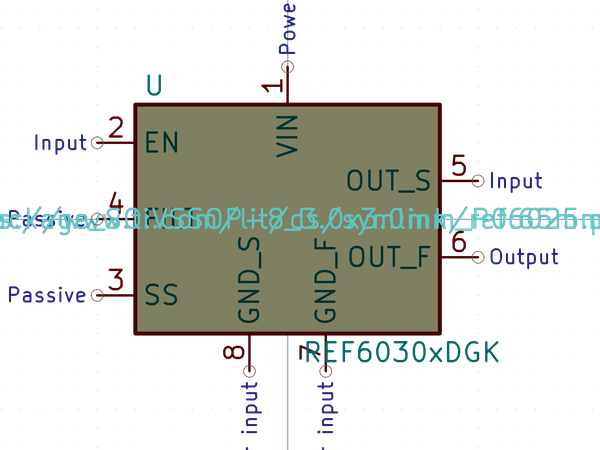 Powe
U
1
VIN
Input
2
EN
5
OUT_S
Input
4
Passive
6
OUT_F
Output
GND_S
GND_F
Passive
3
SS
8
7
REF6030xDGK
input
input